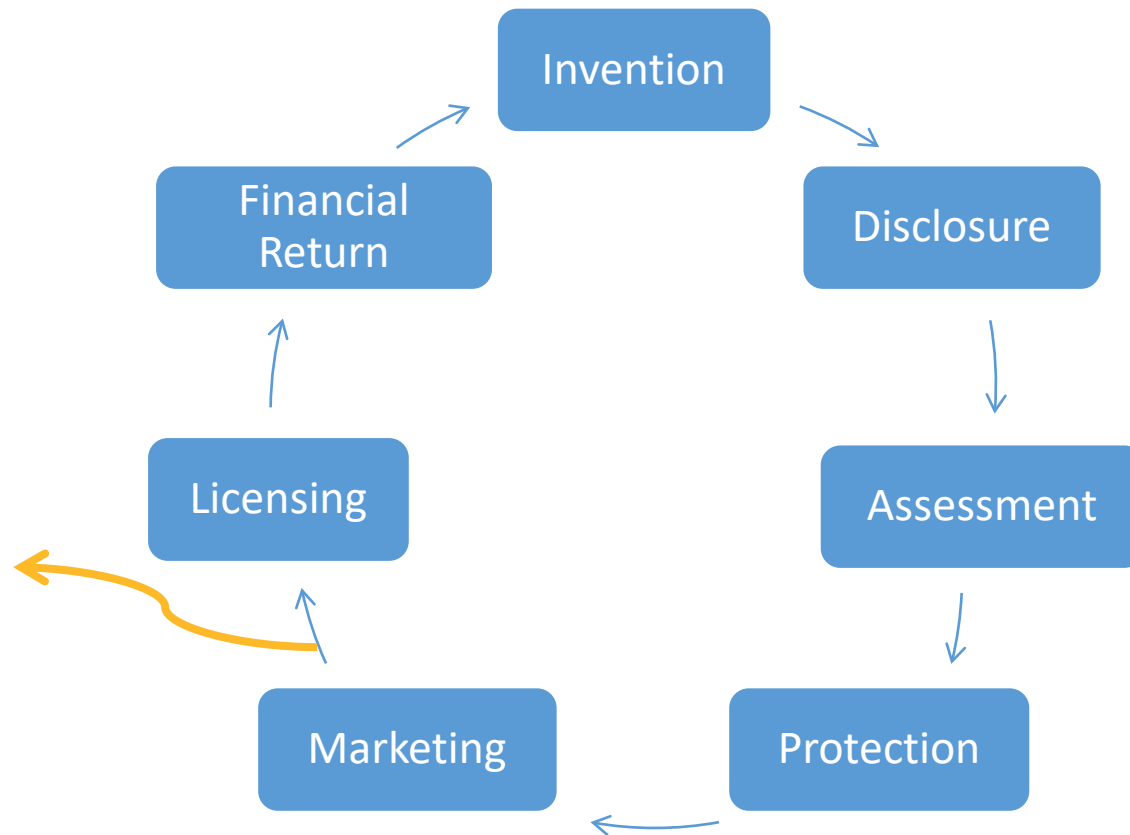 Invention
Disclosure
Assessment
Protection
Marketing
Licensing
Financial
Return